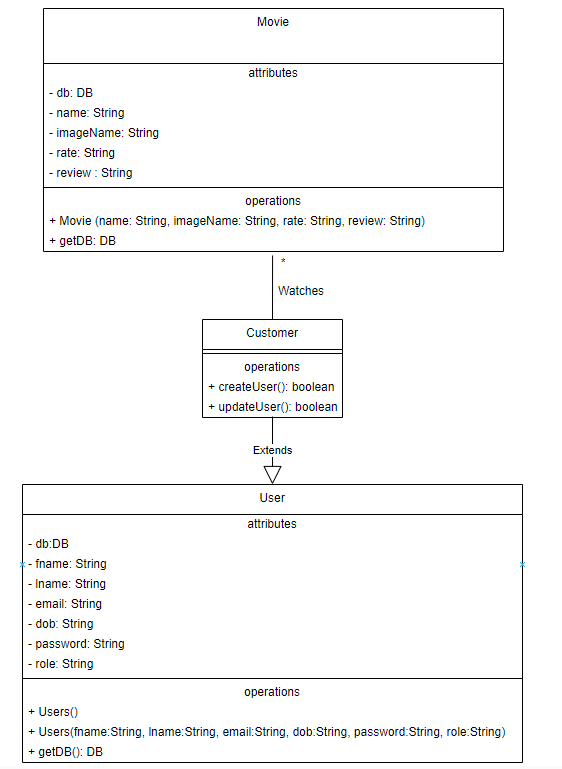 Movie
attributes
- db: DB
- name: String
- imageName: String
- rate: String
- review : String
operations
+ Movie (name: String, imageName: String, rate: String, review: String)
+ getDB: DB
*
Watches
Customer
operations
+ createUser(): boolean
+ updateUser(): boolean
Extends
User
attributes
- db:DB
- fname: String
- lname: String
- email: String
- dob: String
- password: String
- role: String
operations
+ Users()
+ Users(fname:String, lname:String, email:String, dob:String, password:String, role:String)
+ getDB(): DB